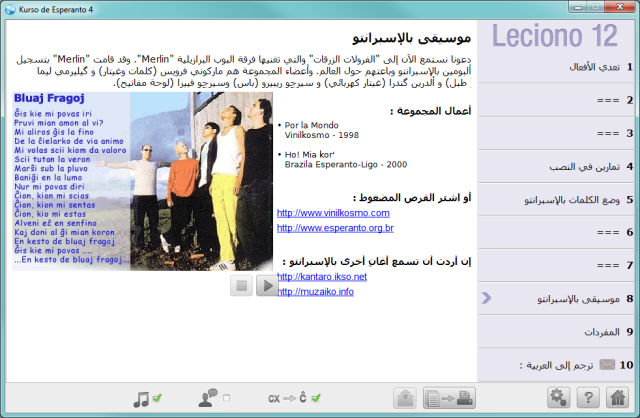 Kurso de Esperanto 4
موسيقى بالإسبرانتو
دعونا نستمع الآن إلى "الفرولات الزرقات" والتي تغنيها فرقة البوب البرازيلية "Merlin". وقد قامت "Merlin" بتسجيل
ألبومين بالإسبرانتو وباعتهم حول العالم. وأعضاء المجموعة هم ماركوني فرويس (كلمات وغيتار) و گيليرمي ليما
(طبل) و ألدرين گندرا (غيتار كهربائي) و سيرجو ريبيرو (باس) وسيرجو فييرا (لوحة مفاتيح).
Bluaj Fragoj
Ĝis kie mi povas iri
Pruvi mian amon al vi?
Mi aliros ĝis la fino
De la ĉielarko de via animo
Mi volas scii kiom da valoro
Scii tutan la veron
Marŝi sub la pluvo
Baniĝi en la lumo
Nur mi povas diri
Ĉion, kion mi scias
Ĉion, kion mi sentas
Ĉion, kio mi estas
Alveni eĉ en senfino
Kaj doni al ĝi mian koron
En kesto de bluaj fragoj
Ĝis kie mi povas ....
...En kesto de bluaj fragoj...
أعمال المجموعة :
• Por la Mondo
Vinilkosmo - 1998
• Ho! Mia kor'
Brazila Esperanto-Ligo - 2000
أو اشتر القرص المضغوط :
http://www.vinilkosmo.com
http://www.esperanto.org.br
إن أردت أن تسمع أغانٍ أخرى بالإسبرانتو :
http://kantaro.ikso.net
http://muzaiko.info
Leciono 12
1 تعدي الأفعال
2 ===
3 ===
4 تمارين في النصب
5 وضع الكلمات بالإسبرانتو
6 ===
7 ===
8 موسيقى بالإسبرانتو
9 المفردات
10 ترجم إلى العربية :
cx Ĉ
?